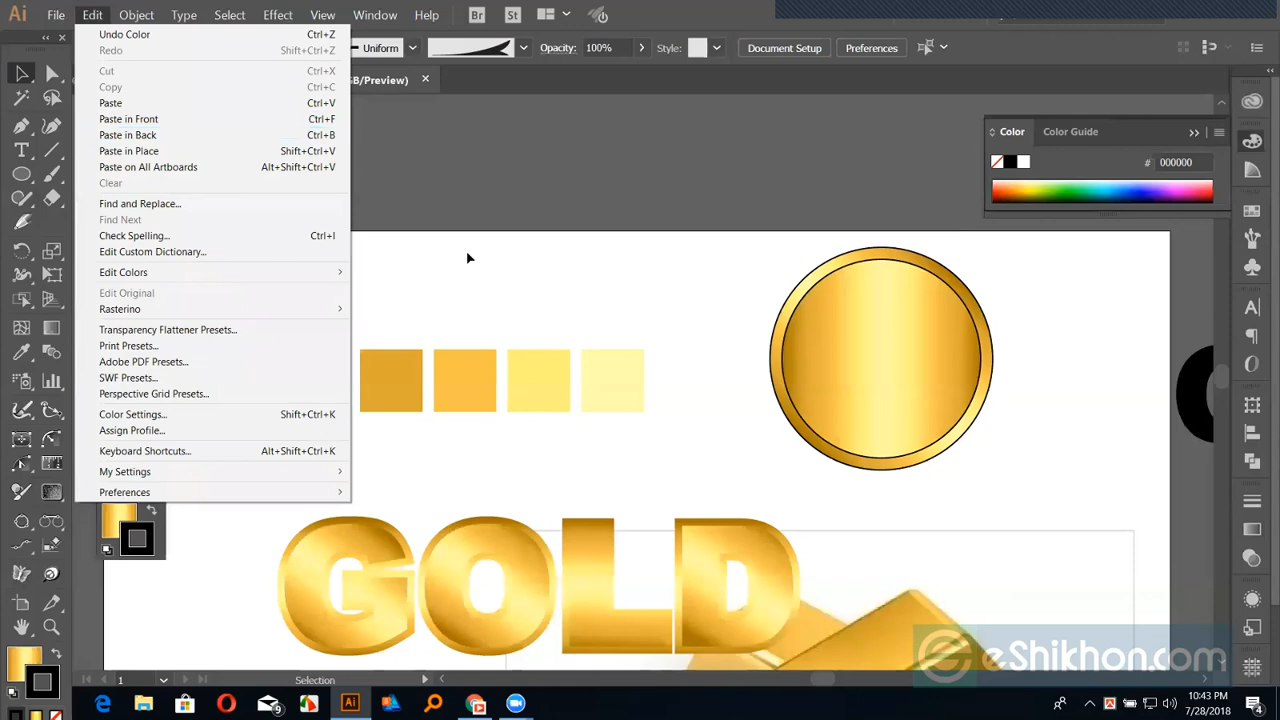 Ai File Edit Object Type Select Effect View Window Help Br St
Uniform Opacity: 100% Style: Document Setup Preferences
B/Preview) ×
Undo Color Ctrl+Z
Redo Shift+Ctrl+Z
Cut Ctrl+X
Copy Ctrl+C
Paste Ctrl+V
Paste in Front Ctrl+F
Paste in Back Ctrl+B
Paste in Place Shift+Ctrl+V
Paste on All Artboards Alt+Shift+Ctrl+V
Clear
Find and Replace...
Find Next
Check Spelling... Ctrl+I
Edit Custom Dictionary...
Edit Colors
Edit Original
Rasterino
Transparency Flattener Presets...
Print Presets...
Adobe PDF Presets...
SWF Presets...
Perspective Grid Presets...
Color Settings... Shift+Ctrl+K
Assign Profile...
Keyboard Shortcuts... Alt+Shift+Ctrl+K
My Settings
Preferences
Color Color Guide
# 000000
GOLD
eShikhon.com
1 Selection
9 Ai
10:43 PM
7/28/2018
4